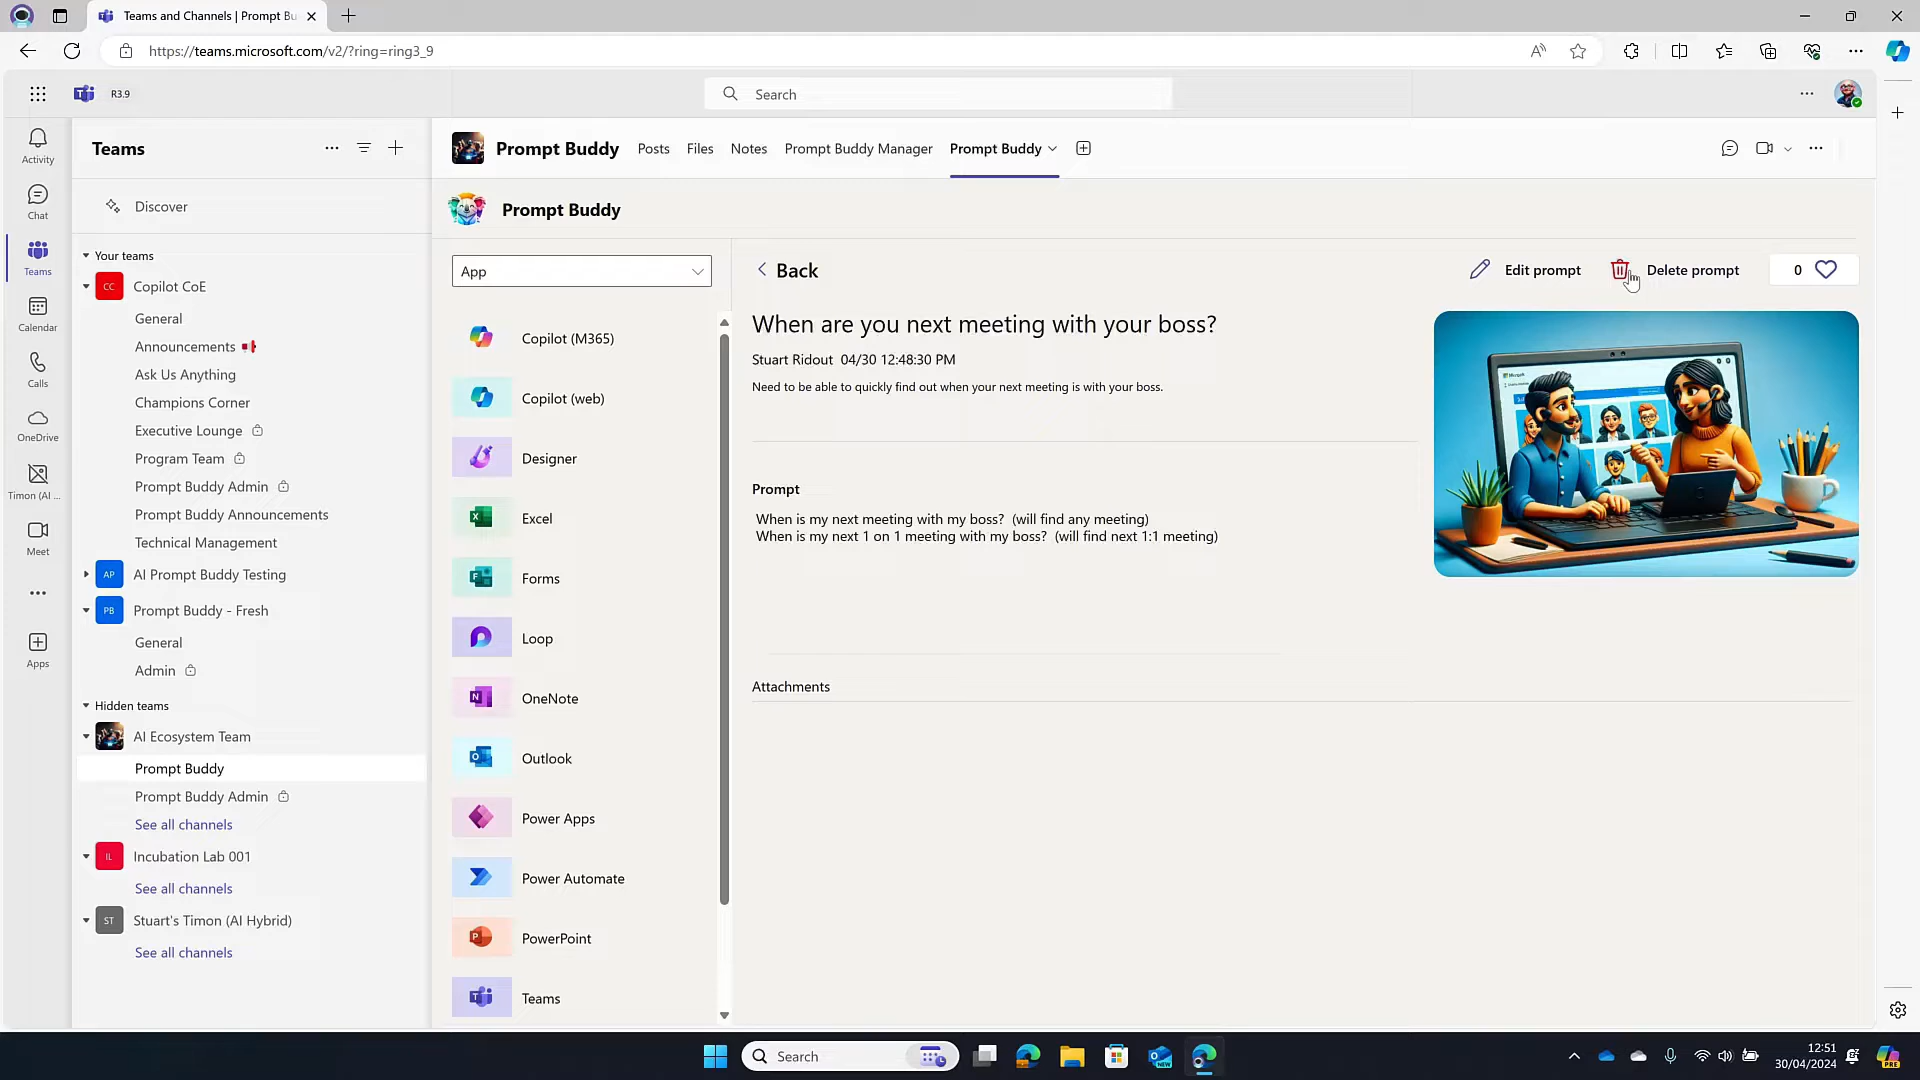 Teams and Channels | Prompt Bu
https://teams.microsoft.com/v2/?ring=ring3_9
R3.9
Search
Activity
Chat
Teams
Calendar
Calls
OneDrive
Timon (AI ...
Meet
Apps
Teams
Discover
Your teams
CC Copilot CoE
General
Announcements
Ask Us Anything
Champions Corner
Executive Lounge
Program Team
Prompt Buddy Admin
Prompt Buddy Announcements
Technical Management
AP AI Prompt Buddy Testing
PB Prompt Buddy - Fresh
General
Admin
Hidden teams
AI Ecosystem Team
Prompt Buddy
Prompt Buddy Admin
See all channels
IL Incubation Lab 001
See all channels
ST Stuart's Timon (AI Hybrid)
See all channels
Prompt Buddy Posts Files Notes Prompt Buddy Manager Prompt Buddy
Prompt Buddy
App
Copilot (M365)
Copilot (web)
Designer
Excel
Forms
Loop
OneNote
Outlook
Power Apps
Power Automate
PowerPoint
Teams
Back
Edit prompt
Delete prompt
0
When are you next meeting with your boss?
Stuart Ridout 04/30 12:48:30 PM
Need to be able to quickly find out when your next meeting is with your boss.
Prompt
When is my next meeting with my boss? (will find any meeting)
When is my next 1 on 1 meeting with my boss? (will find next 1:1 meeting)
Attachments
Search
12:51
30/04/2024